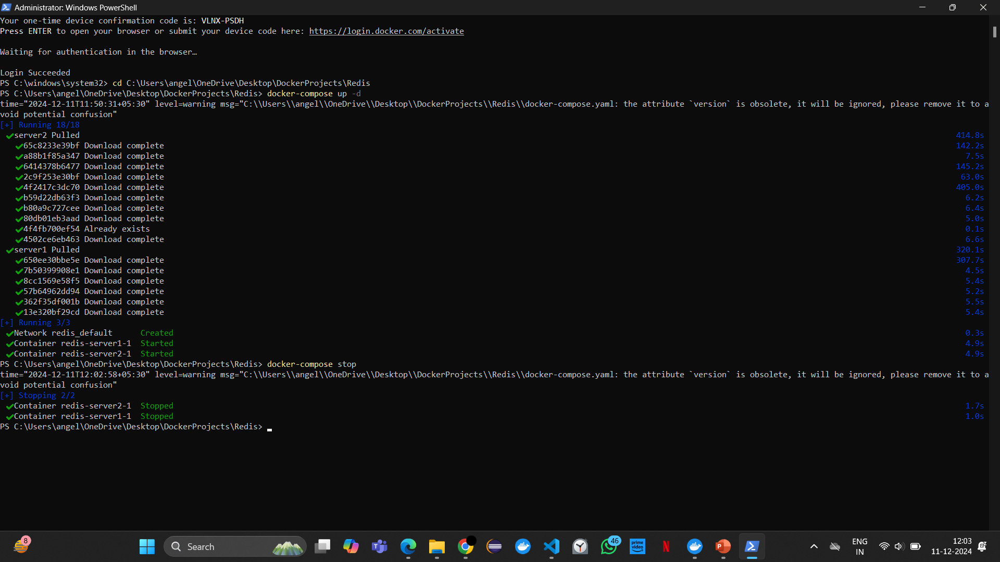 Administrator: Windows PowerShell
Your one-time device confirmation code is: VLNX-PSDH
Press ENTER to open your browser or submit your device code here: https://login.docker.com/activate
Waiting for authentication in the browser…
Login Succeeded
PS C:\windows\system32> cd C:\Users\angel\OneDrive\Desktop\DockerProjects\Redis
PS C:\Users\angel\OneDrive\Desktop\DockerProjects\Redis> docker-compose up -d
time="2024-12-11T11:50:31+05:30" level=warning msg="C:\\Users\\angel\\OneDrive\\Desktop\\DockerProjects\\Redis\\docker-compose.yaml: the attribute `version` is obsolete, it will be ignored, please remove it to a
void potential confusion"
[+] Running 18/18
✔server2 Pulled 414.8s
✔65c8233e39bf Download complete 142.2s
✔a88b1f85a347 Download complete 7.5s
✔6414378b6477 Download complete 145.2s
✔2c9f253e30bf Download complete 63.0s
✔4f2417c3dc70 Download complete 405.0s
✔b59d22db63f3 Download complete 6.2s
✔b80a9c727cee Download complete 6.4s
✔80db01eb3aad Download complete 5.0s
✔4f4fb700ef54 Already exists 0.1s
✔4502ce6eb463 Download complete 6.6s
✔server1 Pulled 320.1s
✔650ee30bbe5e Download complete 307.7s
✔7b50399908e1 Download complete 4.5s
✔8cc1569e58f5 Download complete 5.4s
✔57b64962dd94 Download complete 5.2s
✔362f35df001b Download complete 5.5s
✔13e320bf29cd Download complete 5.4s
[+] Running 3/3
✔Network redis_default Created 0.3s
✔Container redis-server1-1 Started 4.9s
✔Container redis-server2-1 Started 4.9s
PS C:\Users\angel\OneDrive\Desktop\DockerProjects\Redis> docker-compose stop
time="2024-12-11T12:02:58+05:30" level=warning msg="C:\\Users\\angel\\OneDrive\\Desktop\\DockerProjects\\Redis\\docker-compose.yaml: the attribute `version` is obsolete, it will be ignored, please remove it to a
void potential confusion"
[+] Stopping 2/2
✔Container redis-server2-1 Stopped 1.7s
✔Container redis-server1-1 Stopped 1.0s
PS C:\Users\angel\OneDrive\Desktop\DockerProjects\Redis>
8
Search
46
prime video
ENG
IN
12:03
11-12-2024